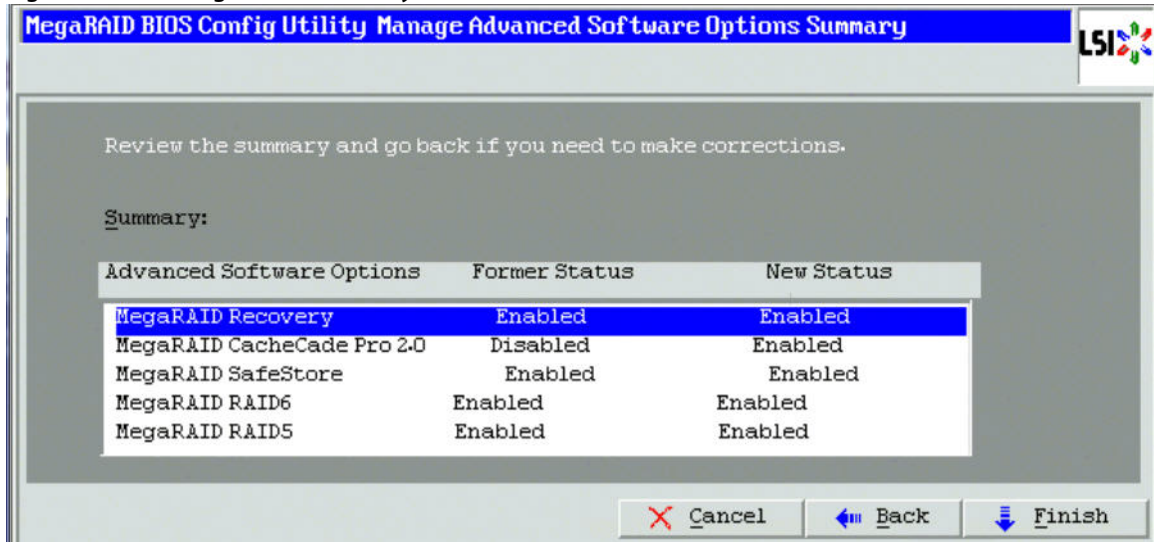 MegaRAID BIOS Config Utility Manage Advanced Software Options Summary
LSI
Review the summary and go back if you need to make corrections.
Summary:
Advanced Software Options Former Status New Status
MegaRAID Recovery Enabled Enabled
MegaRAID CacheCade Pro 2.0 Disabled Enabled
MegaRAID SafeStore Enabled Enabled
MegaRAID RAID6 Enabled Enabled
MegaRAID RAID5 Enabled Enabled
Cancel Back Finish